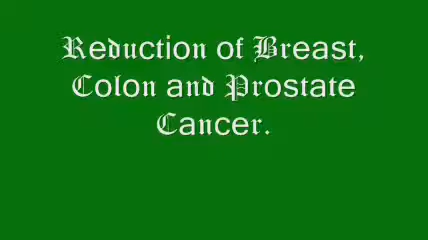 Reduction of Breast,
Colon and Prostate
Cancer.